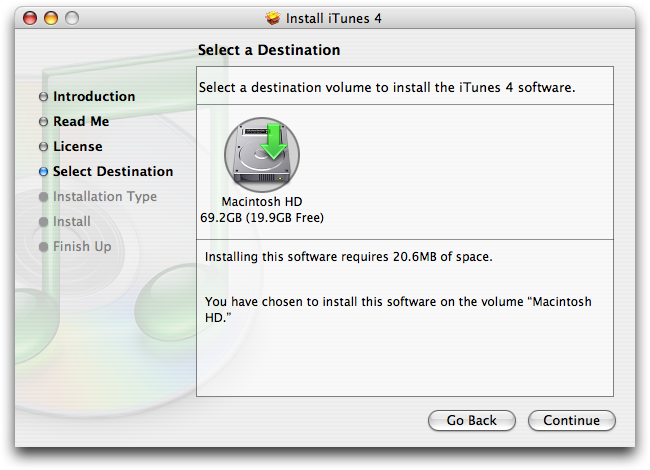 Install iTunes 4
Select a Destination
Introduction
Read Me
License
Select Destination
Installation Type
Install
Finish Up
Select a destination volume to install the iTunes 4 software.
Macintosh HD
69.2GB (19.9GB Free)
Installing this software requires 20.6MB of space.
You have chosen to install this software on the volume “Macintosh
HD.”
Go Back
Continue